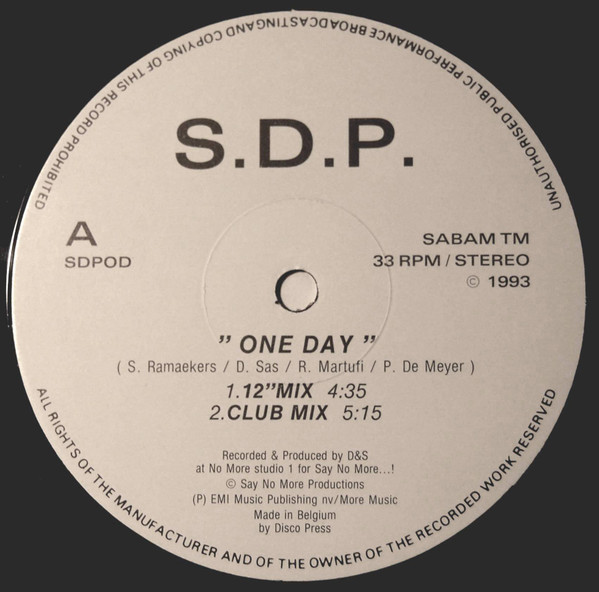 UNAUTHORISED PUBLIC PERFORMANCE BROADCASTING AND COPYING OF THIS RECORD PROHIBITED
S.D.P.
A
SDPOD
SABAM TM
33 RPM / STEREO
© 1993
” ONE DAY ”
( S. Ramaekers / D. Sas / R. Martufi / P. De Meyer )
1.12”MIX 4:35
2.CLUB MIX 5:15
Recorded & Produced by D&S
at No More studio 1 for Say No More...!
© Say No More Productions
(P) EMI Music Publishing nv/More Music
Made in Belgium
by Disco Press
ALL RIGHTS OF THE MANUFACTURER AND OF THE OWNER OF THE RECORDED WORK RESERVED